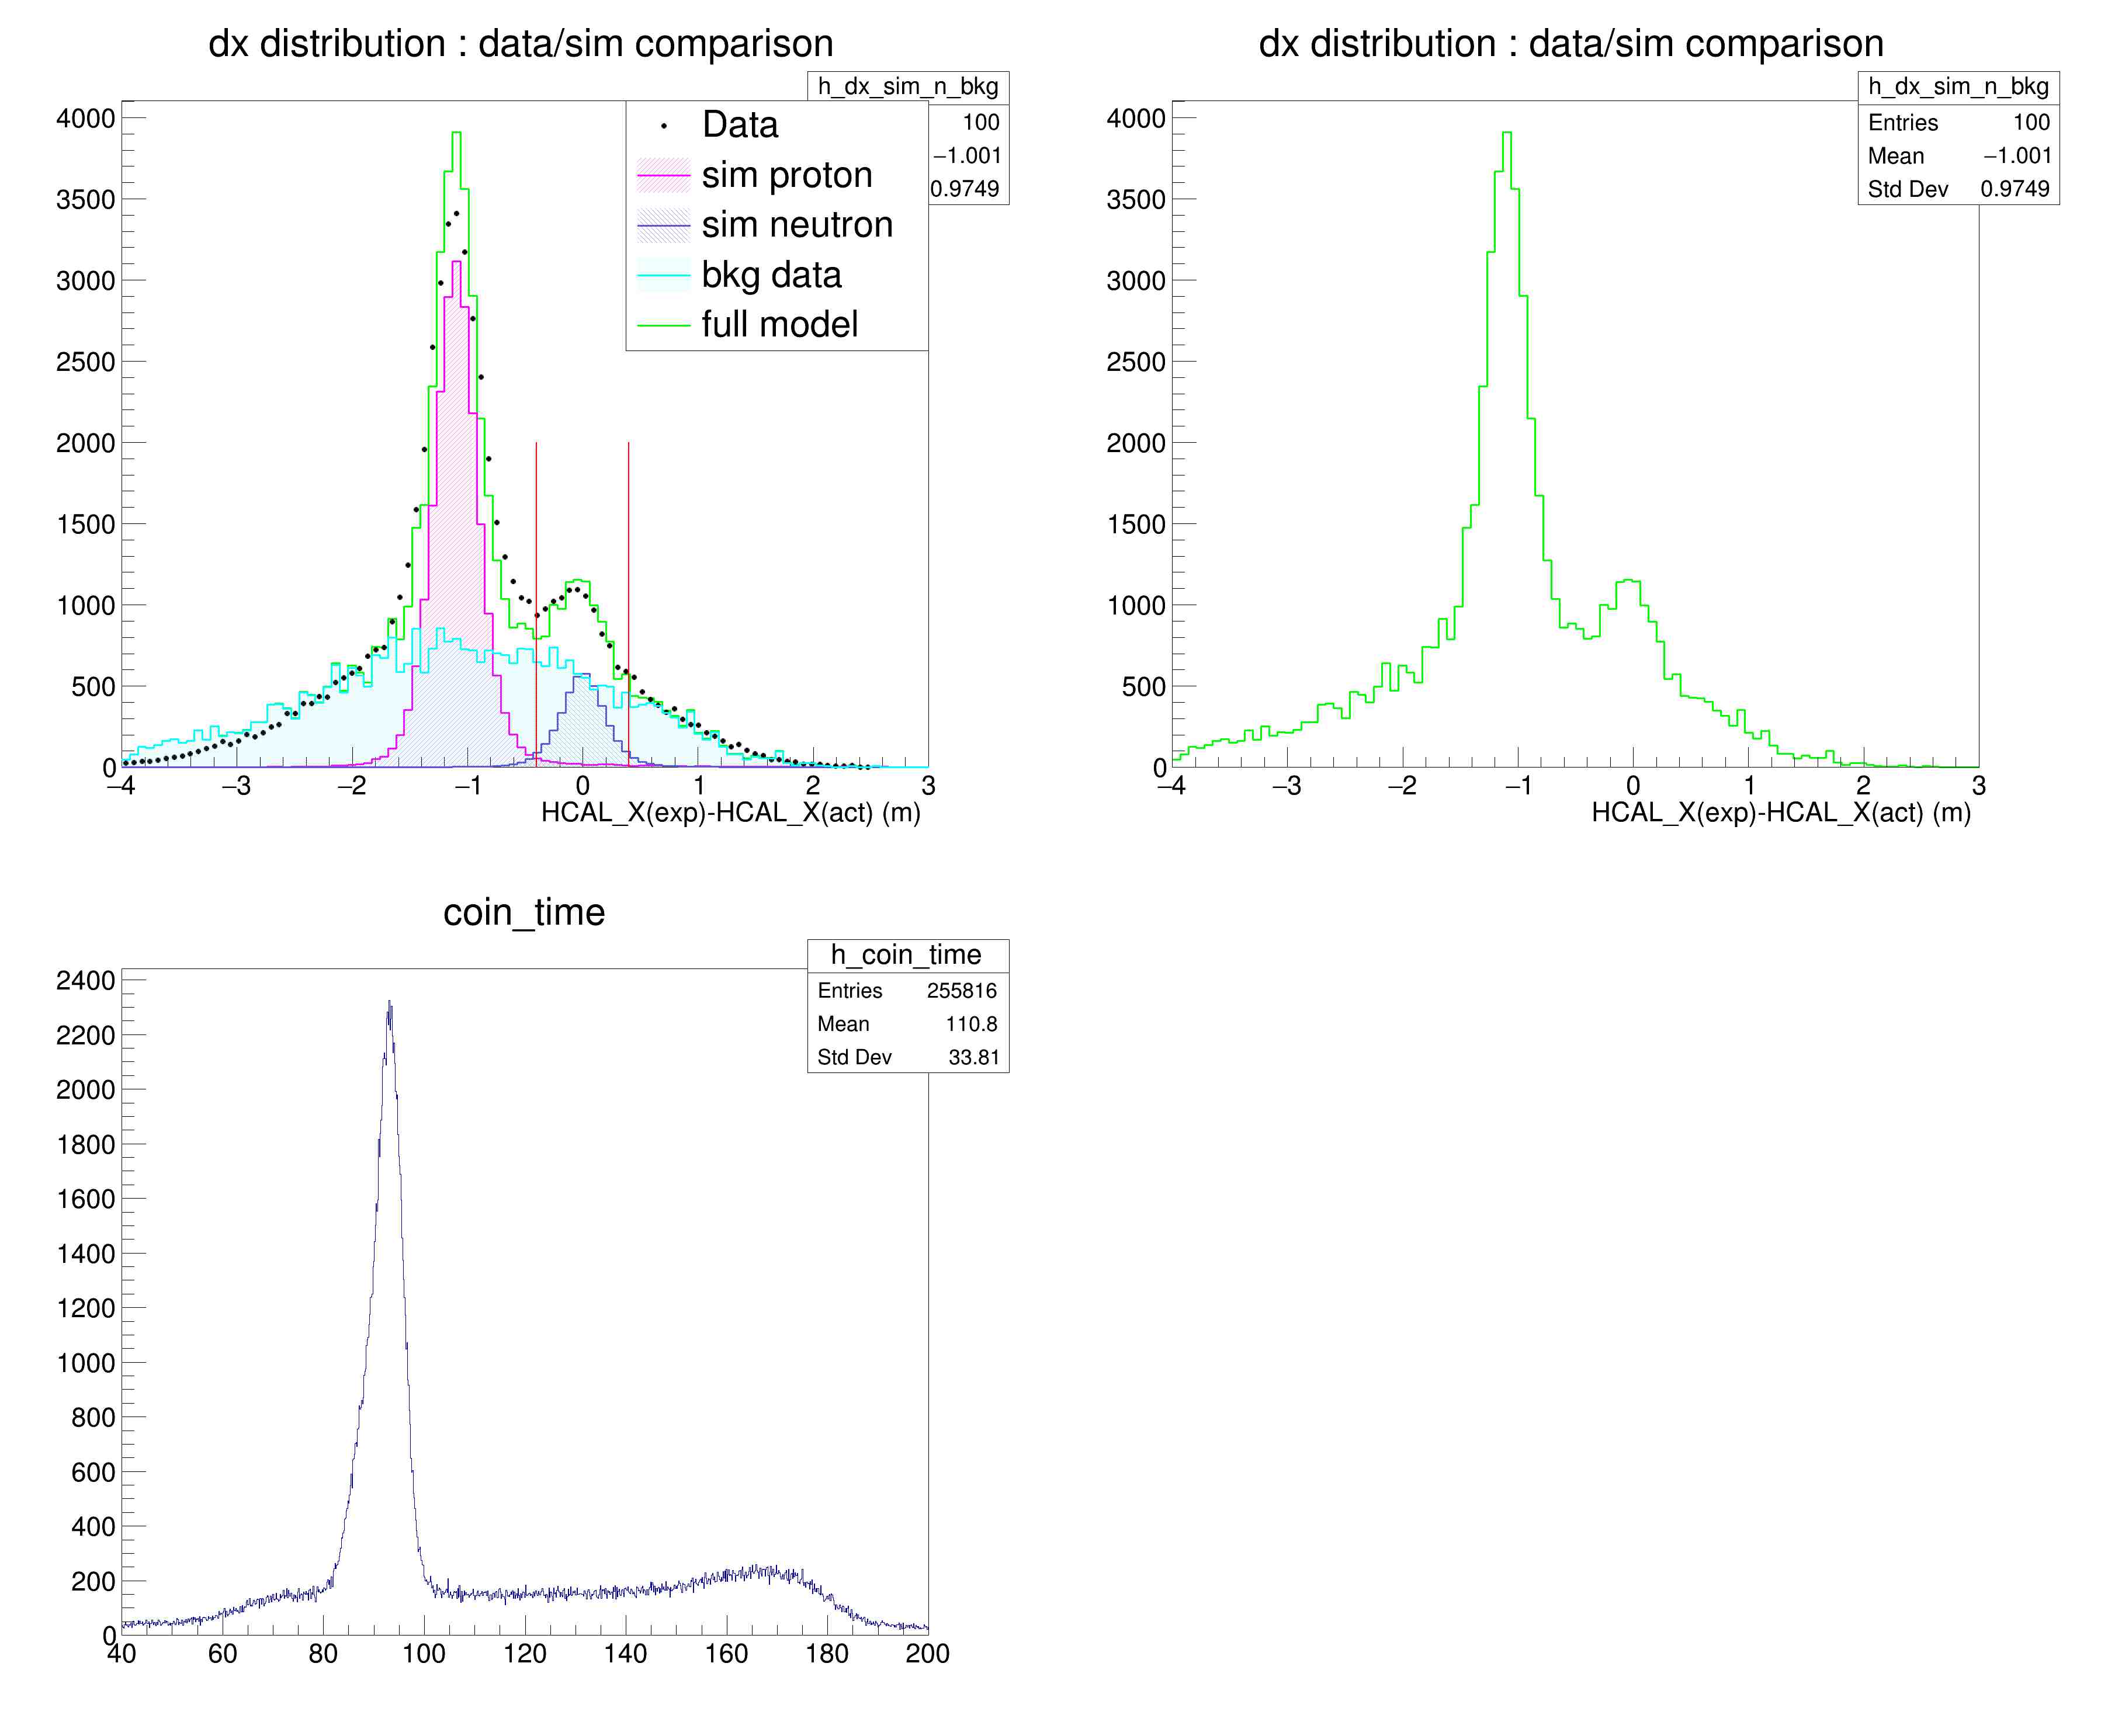 dx distribution : data/sim comparison
h_dx_sim_n_bkg
100
−1.001
0.9749
Data
sim proton
sim neutron
bkg data
full model
4000
3500
3000
2500
2000
1500
1000
500
0
−4 −3 −2 −1 0 1 2 3
HCAL_X(exp)-HCAL_X(act) (m)
dx distribution : data/sim comparison
h_dx_sim_n_bkg
Entries 100
Mean −1.001
Std Dev 0.9749
4000
3500
3000
2500
2000
1500
1000
500
0
−4 −3 −2 −1 0 1 2 3
HCAL_X(exp)-HCAL_X(act) (m)
coin_time
h_coin_time
Entries 255816
Mean 110.8
Std Dev 33.81
2400
2200
2000
1800
1600
1400
1200
1000
800
600
400
200
0
40 60 80 100 120 140 160 180 200